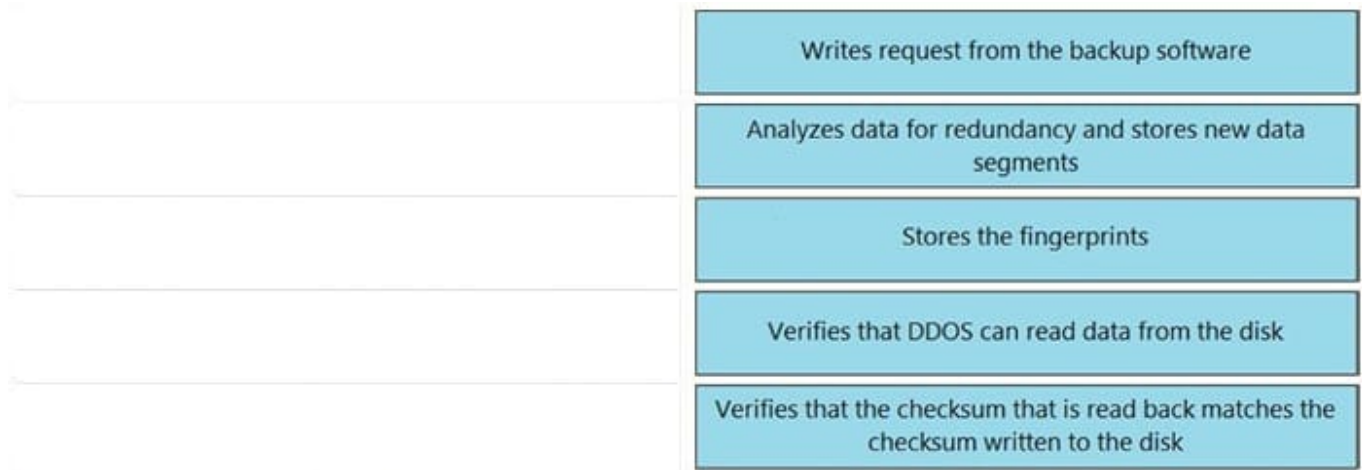 Writes request from the backup software
Analyzes data for redundancy and stores new data
segments
Stores the fingerprints
Verifies that DDOS can read data from the disk
Verifies that the checksum that is read back matches the
checksum written to the disk